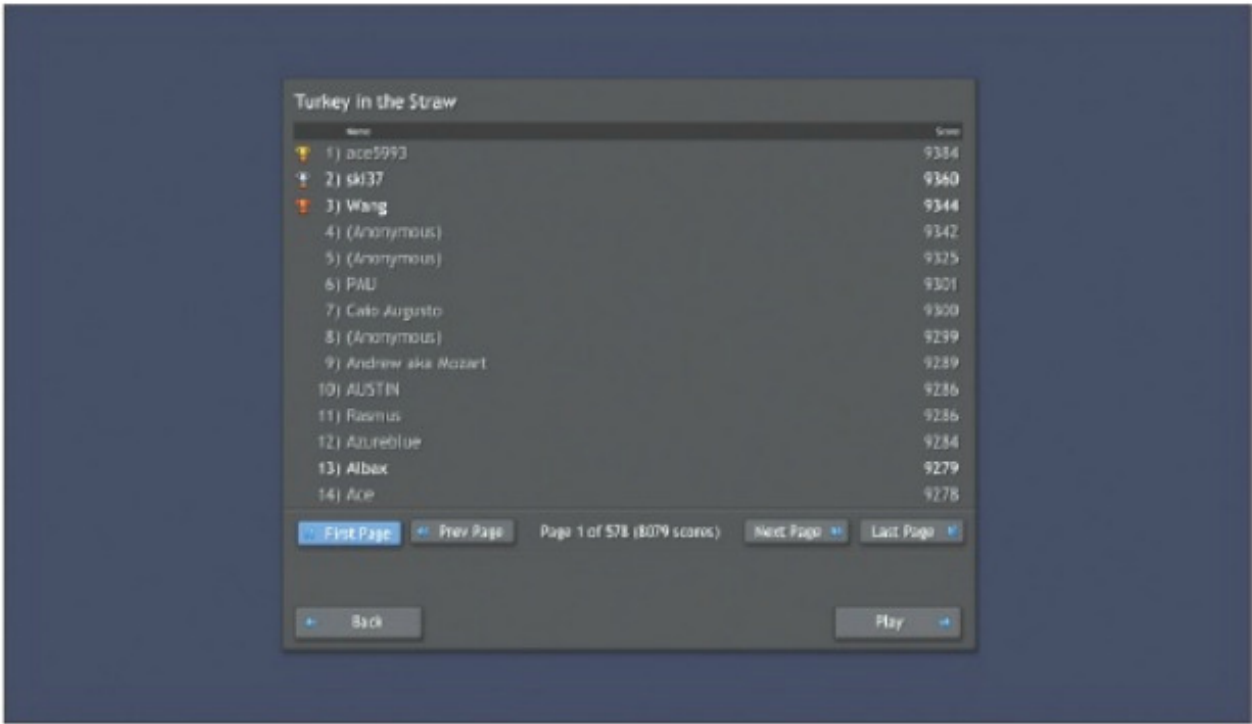 Turkey in the Straw
Name Score
1) ace5993 9384
2) ski37 9360
3) Wang 9344
4) (Anonymous) 9342
5) (Anonymous) 9325
6) PAU 9301
7) Caio Augusto 9300
8) (Anonymous) 9299
9) Andrew aka Mozart 9289
10) AUSTIN 9286
11) Rasmus 9286
12) Azureblue 9284
13) Albax 9279
14) Ace 9278
First Page Prev Page Page 1 of 578 (8079 scores) Next Page Last Page
Back Play